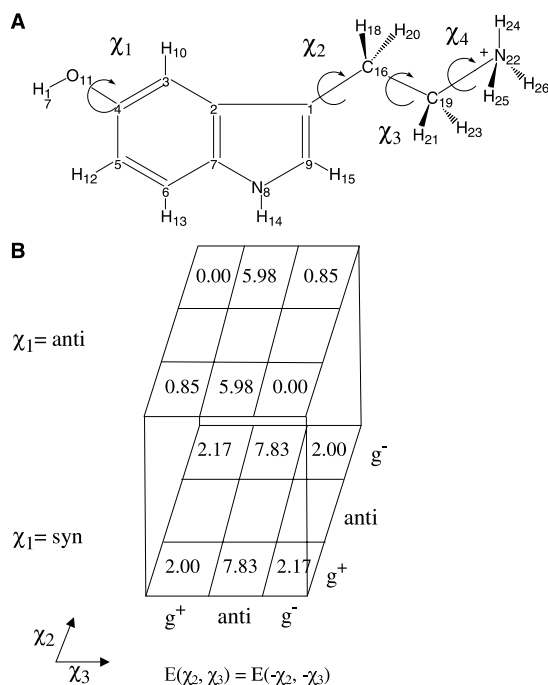 A
χ1
H10
χ2
H18
H20
χ4
H24
+
N22
H26
H25
O11
H7
C16
C19
χ3
H21
H23
3
4
2
1
5
7
9
6
N8
H12
H13
H14
H15
B
0.00 5.98 0.85
χ1= anti
0.85 5.98 0.00
2.17 7.83 2.00
g-
anti
χ1= syn
2.00 7.83 2.17 g+
g+ anti g-
χ2
χ3
E(χ2, χ3) = E(-χ2, -χ3)